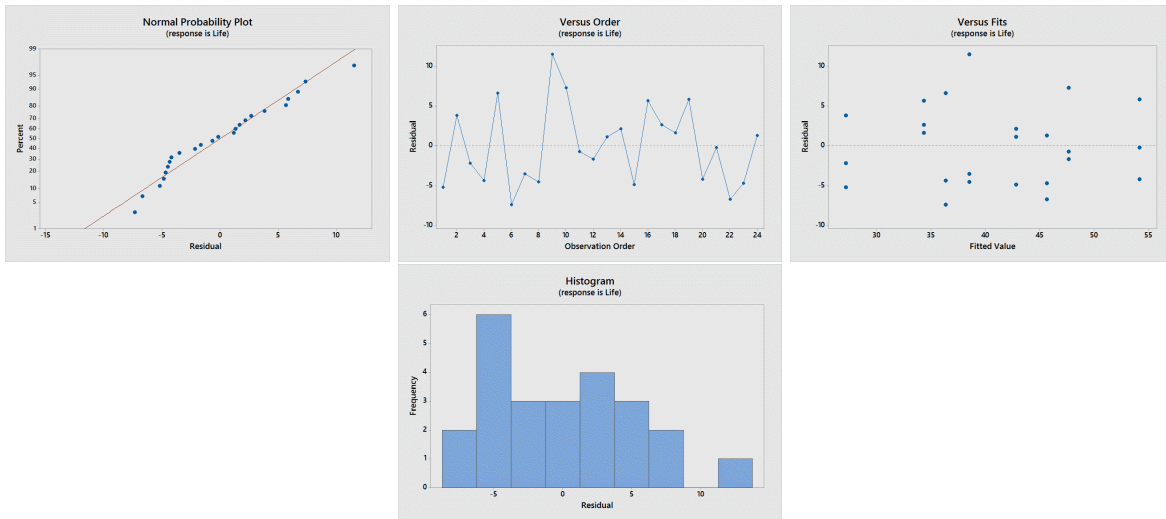 Normal Probability Plot
(response is Life)
99
95
90
80
70
60
50
40
30
20
10
5
1
Percent
-15 -10 -5 0 5 10
Residual
Versus Order
(response is Life)
10
5
0
-5
-10
Residual
2 4 6 8 10 12 14 16 18 20 22 24
Observation Order
Versus Fits
(response is Life)
10
5
0
-5
-10
Residual
30 35 40 45 50 55
Fitted Value
Histogram
(response is Life)
6
5
4
3
2
1
0
Frequency
-5 0 5 10
Residual